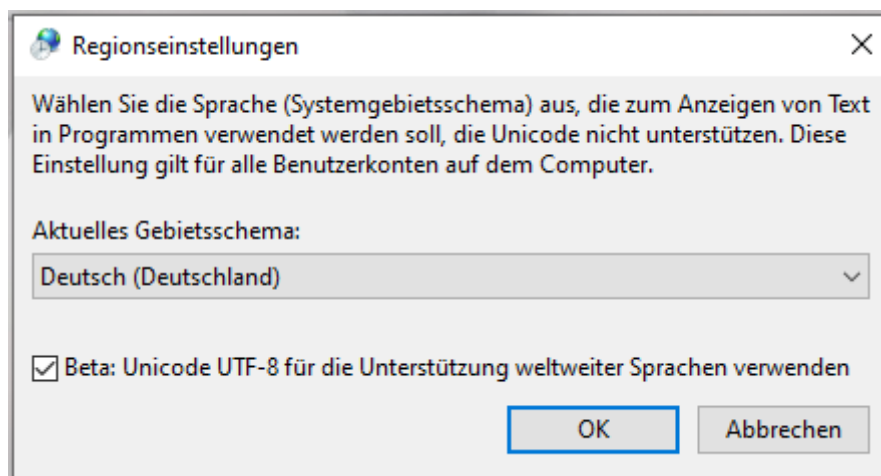 Regionseinstellungen
Wählen Sie die Sprache (Systemgebietsschema) aus, die zum Anzeigen von Text
in Programmen verwendet werden soll, die Unicode nicht unterstützen. Diese
Einstellung gilt für alle Benutzerkonten auf dem Computer.
Aktuelles Gebietsschema:
Deutsch (Deutschland)
Beta: Unicode UTF-8 für die Unterstützung weltweiter Sprachen verwenden
OK Abbrechen